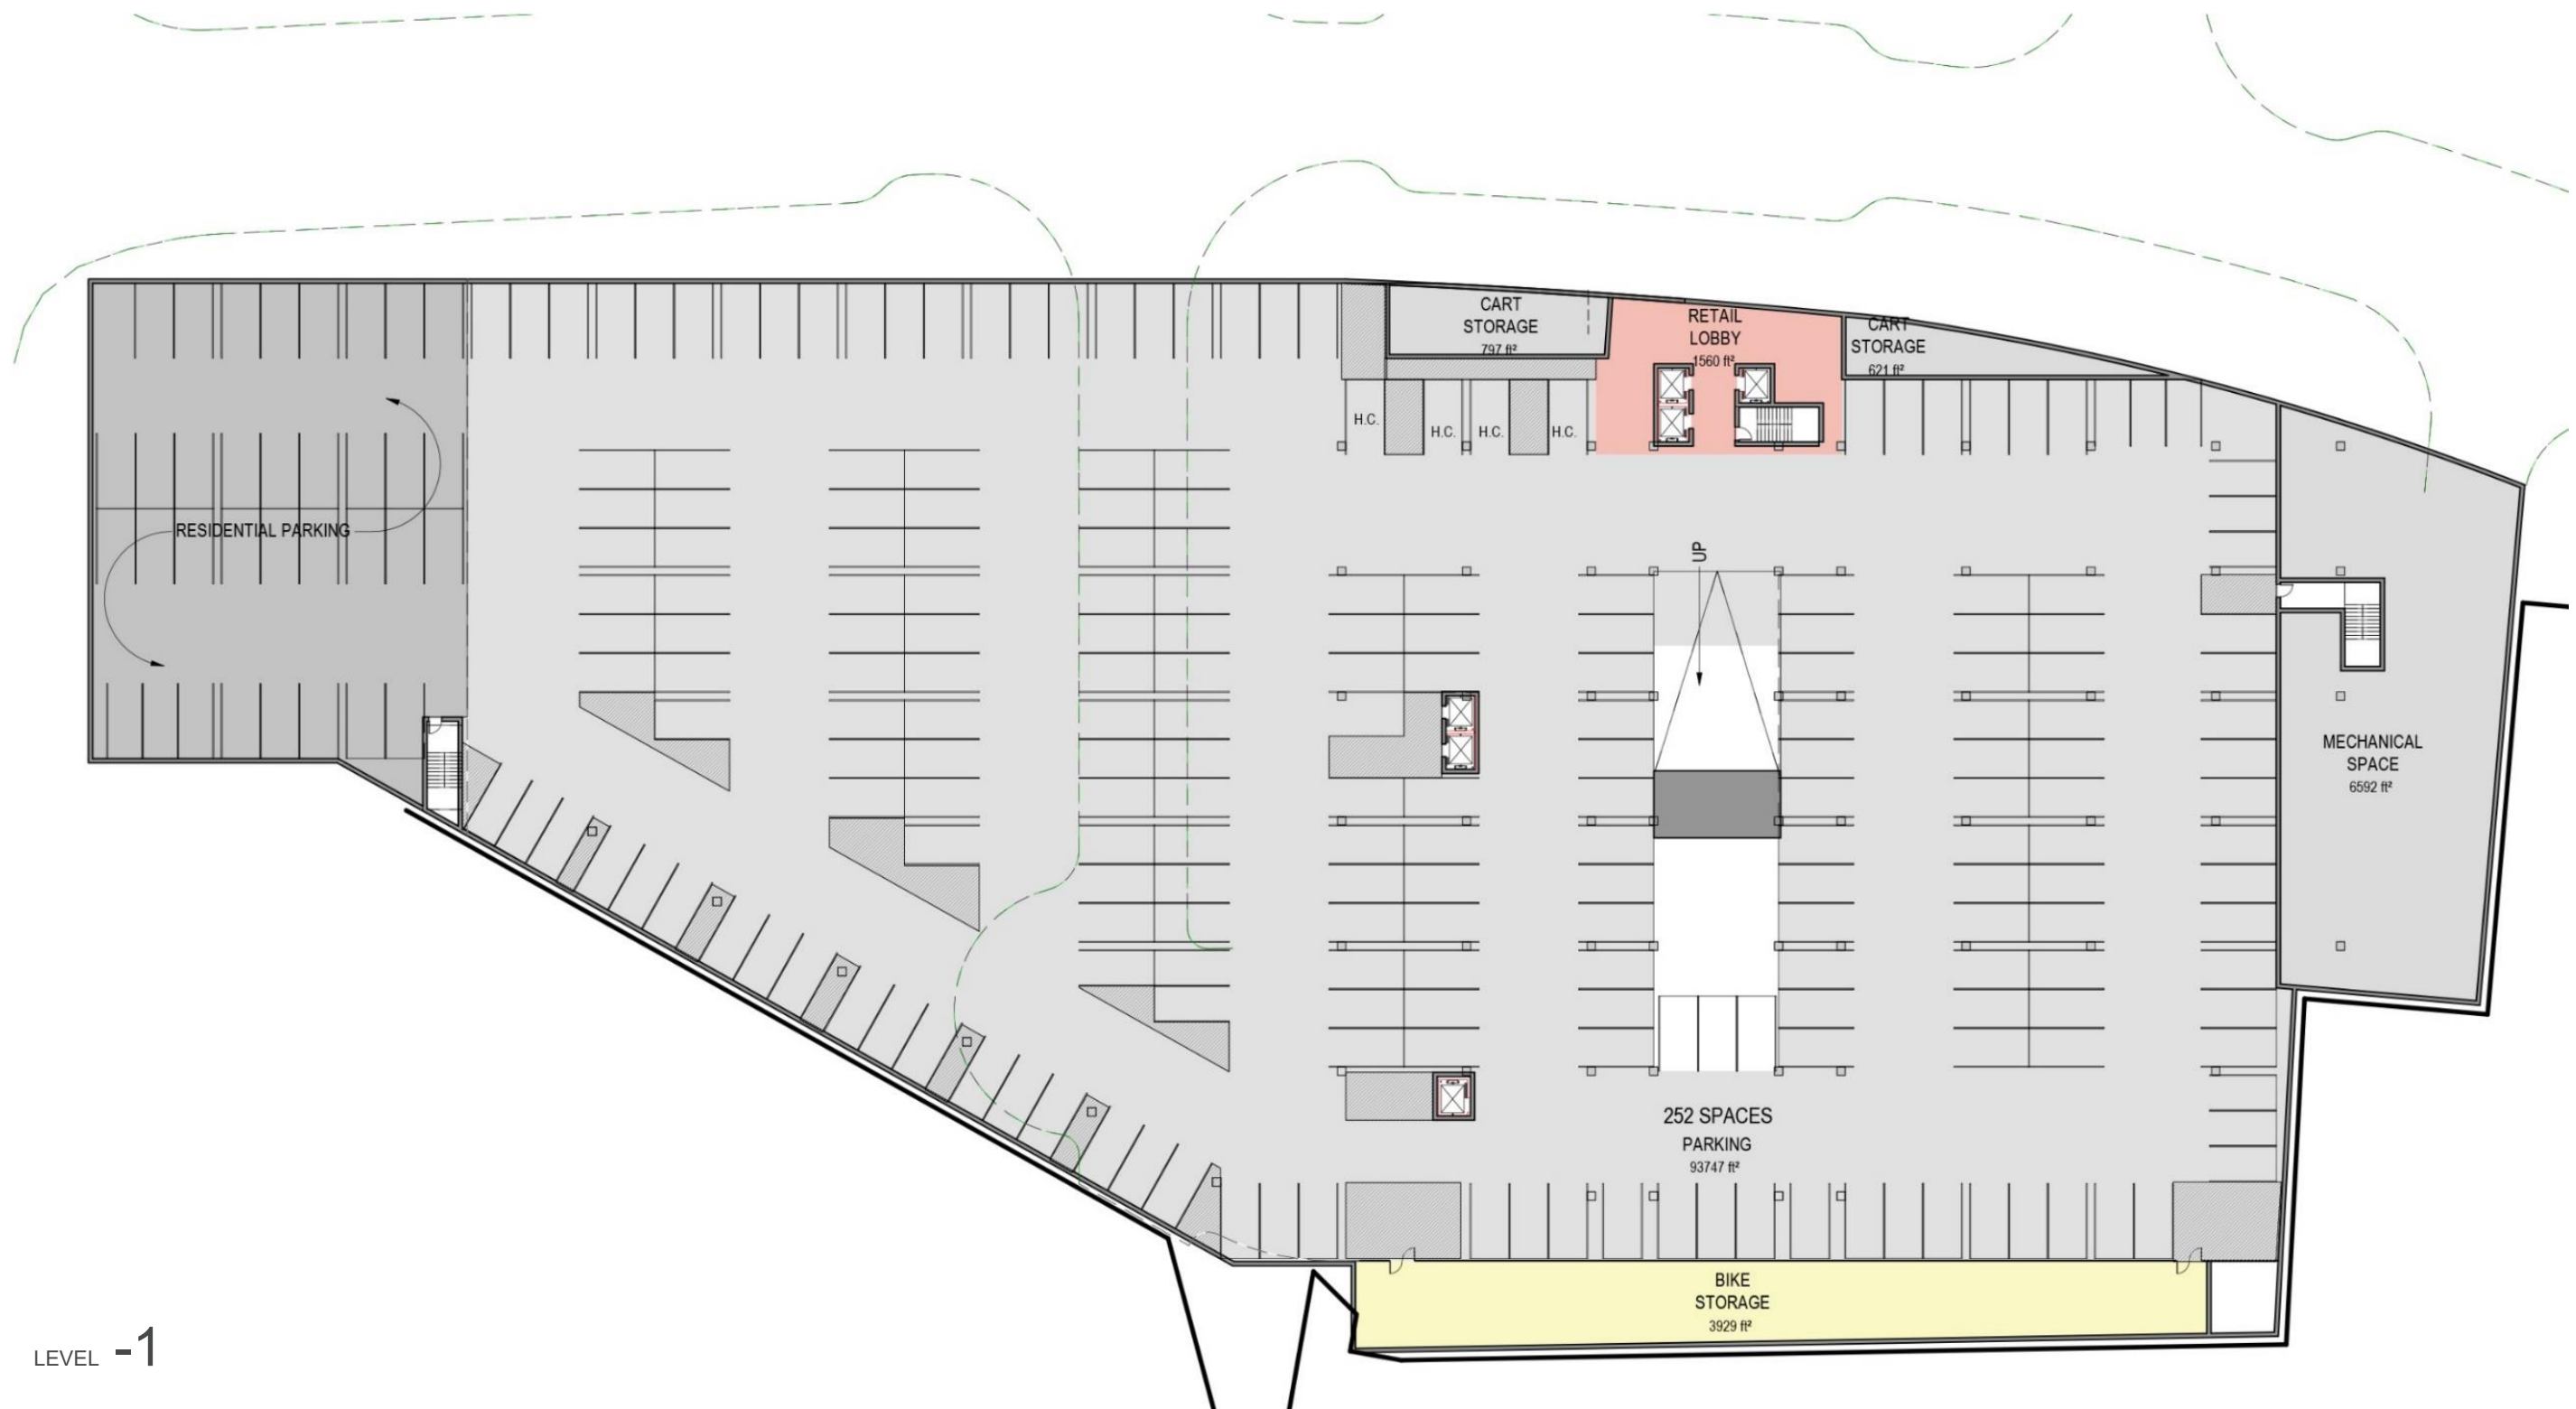 CART
STORAGE
797 ft²
RETAIL
LOBBY
1560 ft²
CART
STORAGE
621 ft²
H.C.
H.C.
H.C.
H.C.
RESIDENTIAL PARKING
UP
MECHANICAL
SPACE
6592 ft²
252 SPACES
PARKING
93747 ft²
BIKE
STORAGE
3929 ft²
LEVEL -1